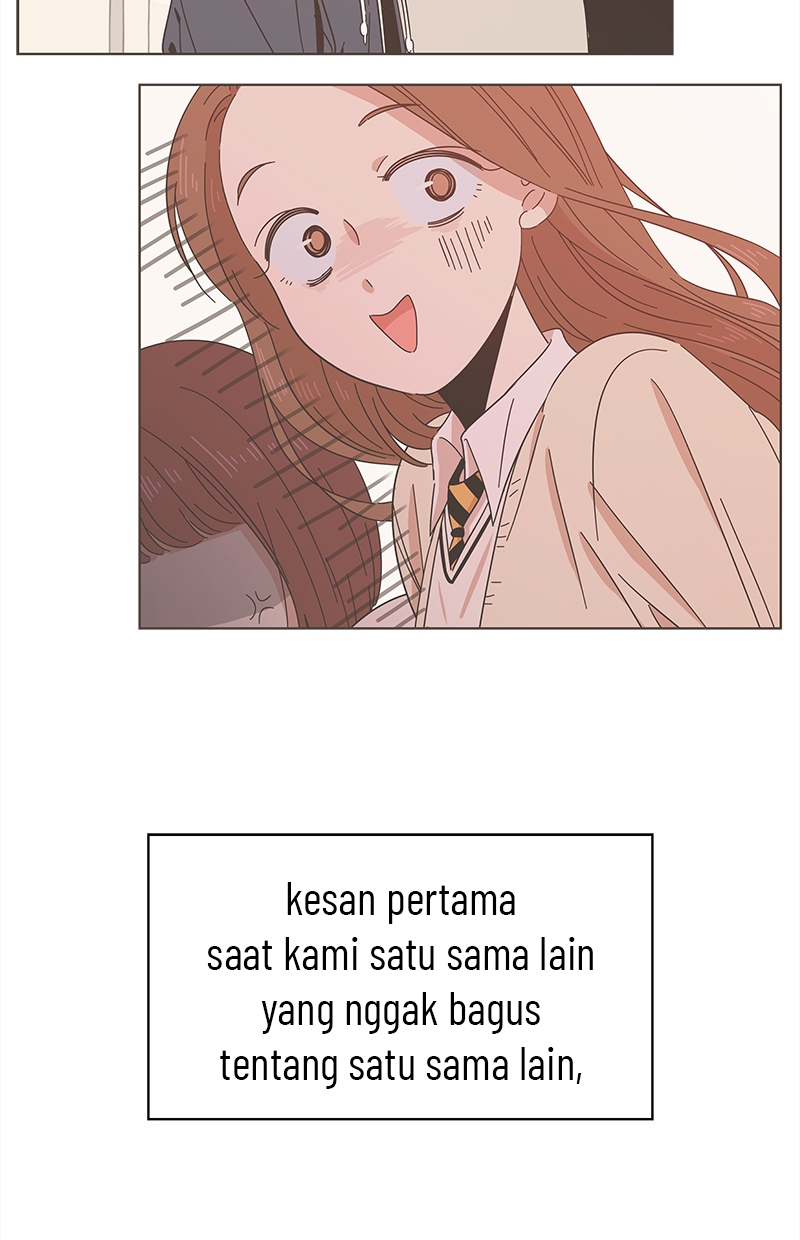 kesan pertama
saat kami satu sama lain
yang nggak bagus
tentang satu sama lain,